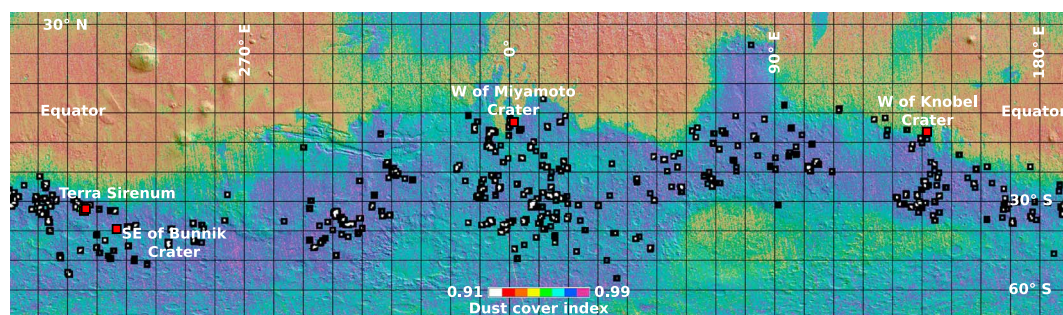 30° N
270° E
0°
90° E
180° E
W of Miyamoto
Crater
W of Knobel
Crater
Equator
Equator
Terra Sirenum
SE of Bunnik
Crater
30° S
60° S
0.91
0.99
Dust cover index